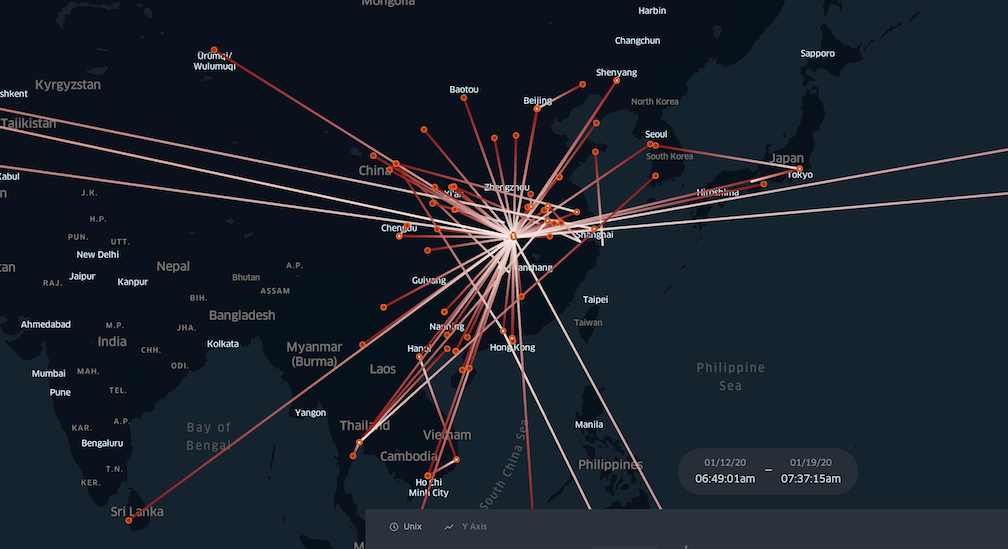 Mongolia
Harbin
Changchun
Sapporo
Ürümqi/
Wulumuqi
Shenyang
Kyrgyzstan
Baotou
shkent
Beijing
North Korea
Tajikistan
Seoul
South Korea
Japan
China
Tokyo
Kabul
J.K.
Zhengzhou
Hiroshima
H.P.
Chengdu
Shanghai
PUN.
UTT.
New Delhi
Nepal
A.P.
Nanchang
RAJ.
Jaipur
Kanpur
Bhutan
ASSAM
Guiyang
BIH.
Taipei
Bangladesh
Ahmedabad
M.P.
JHA.
Nanning
Taiwan
India
CHH.
Kolkata
Myanmar
(Burma)
Hanoi
Hong Kong
ODI.
Laos
Philippine
Sea
Mumbai
MAH.
Pune
TEL.
Yangon
KAR.
A.P.
Bay of
Bengal
Thailand
Vietnam
Manila
Bengaluru
Cambodia
South China Sea
T.N.
Philippines
KER.
Ho Chi
Minh City
01/12/20
06:49:01am
–
01/19/20
07:37:15am
Sri Lanka
Unix
Y Axis